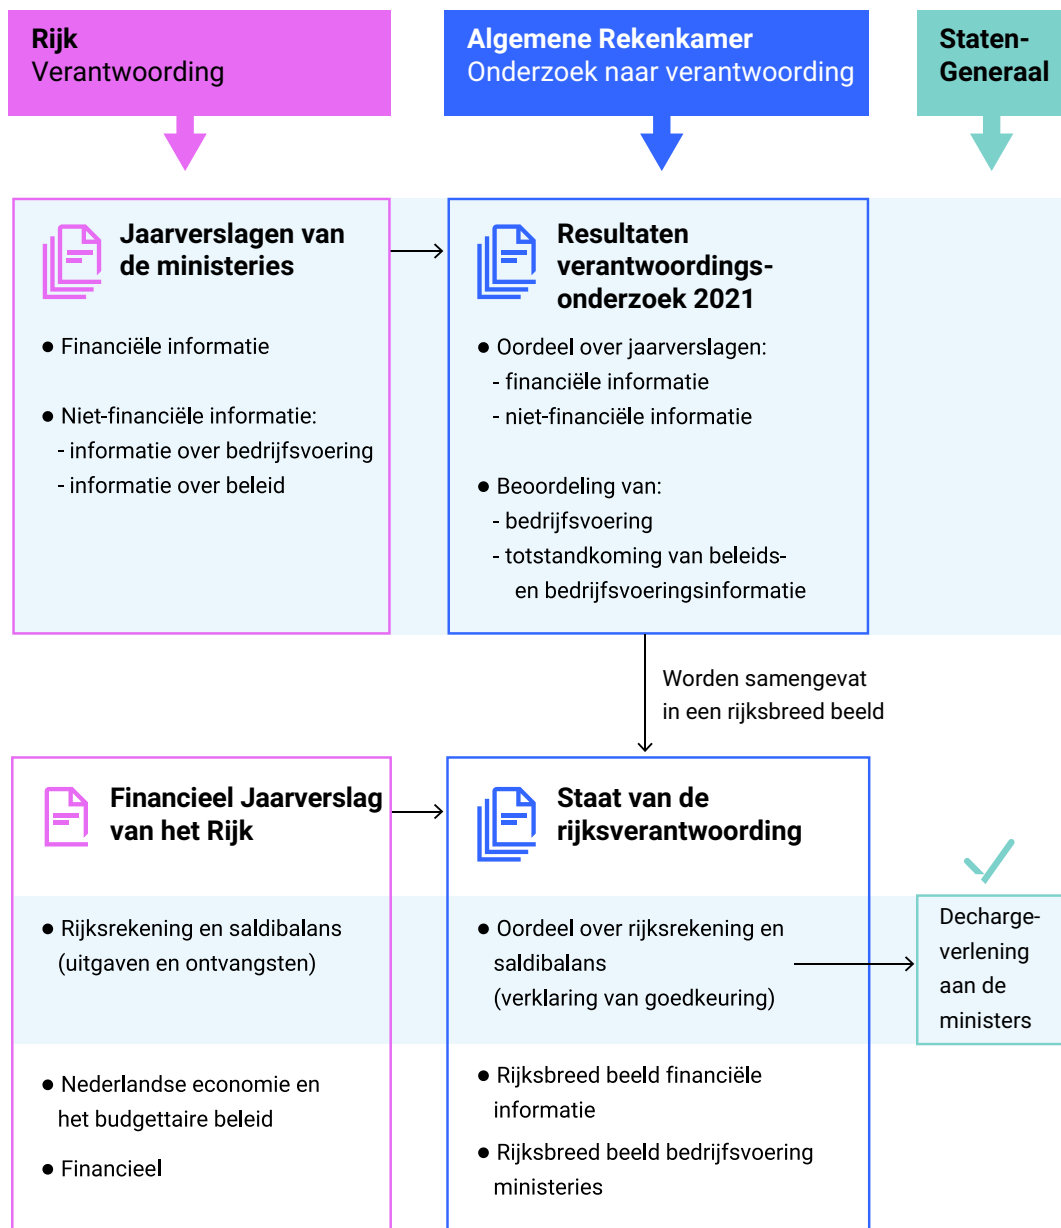 Rijk
Verantwoording
Algemene Rekenkamer
Onderzoek naar verantwoording
Staten-
Generaal
Jaarverslagen van
de ministeries
● Financiële informatie
● Niet-financiële informatie:
- informatie over bedrijfsvoering
- informatie over beleid
Resultaten
verantwoordings-
onderzoek 2021
● Oordeel over jaarverslagen:
- financiële informatie
- niet-financiële informatie
● Beoordeling van:
- bedrijfsvoering
- totstandkoming van beleids-
en bedrijfsvoeringsinformatie
Worden samengevat
in een rijksbreed beeld
Financieel Jaarverslag
van het Rijk
● Rijksrekening en saldibalans
(uitgaven en ontvangsten)
● Nederlandse economie en
het budgettaire beleid
● Financieel
Staat van de
rijksverantwoording
● Oordeel over rijksrekening en
saldibalans
(verklaring van goedkeuring)
● Rijksbreed beeld financiële
informatie
● Rijksbreed beeld bedrijfsvoering
ministeries
Decharge-
verlening
aan de
ministers